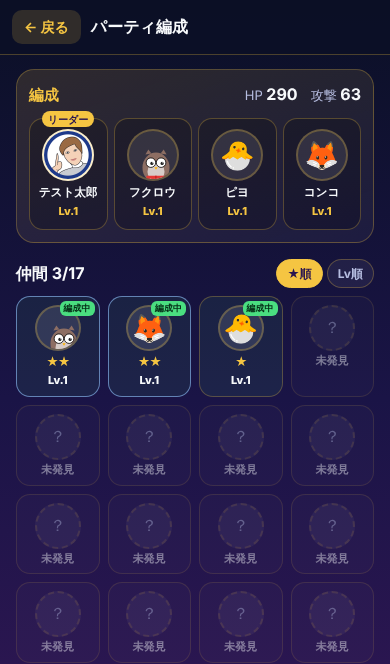 ← 戻る パーティ編成
編成 HP 290 攻撃 63
リーダー
テスト太郎 フクロウ ピヨ コンコ
Lv.1 Lv.1 Lv.1 Lv.1
仲間 3/17 ★順 Lv順
編成中 編成中 編成中 ?
★★ ★★ ★ 未発見
Lv.1 Lv.1 Lv.1
? ? ? ?
未発見 未発見 未発見 未発見
? ? ? ?
未発見 未発見 未発見 未発見
? ? ? ?
未発見 未発見 未発見 未発見